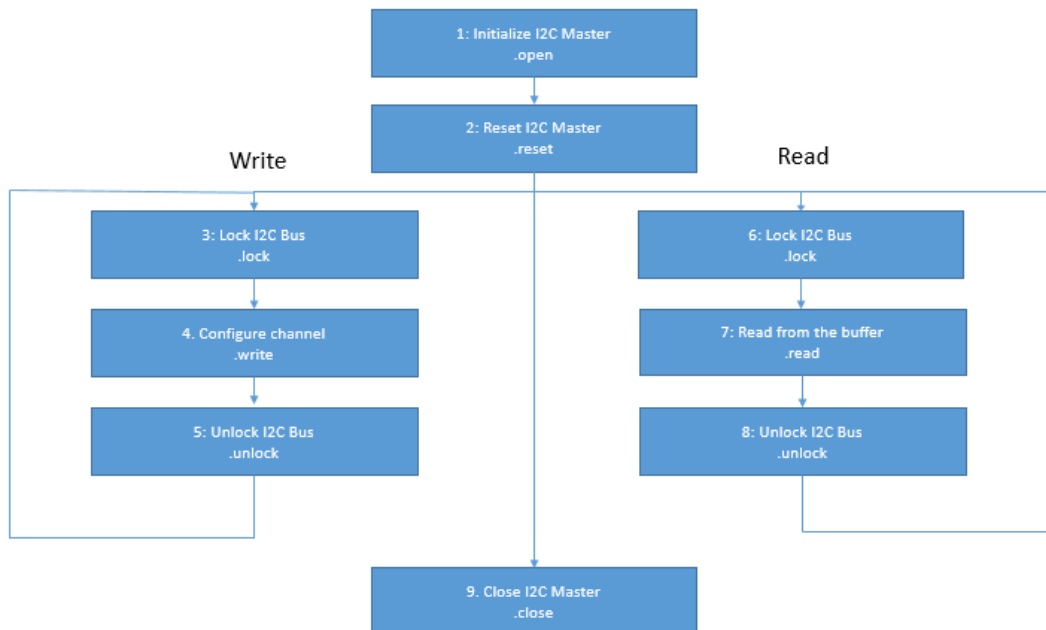 1: Initialize I2C Master
.open
2: Reset I2C Master
.reset
Write
Read
3: Lock I2C Bus
.lock
4. Configure channel
.write
5: Unlock I2C Bus
.unlock
6: Lock I2C Bus
.lock
7: Read from the buffer
.read
8: Unlock I2C Bus
.unlock
9. Close I2C Master
.close